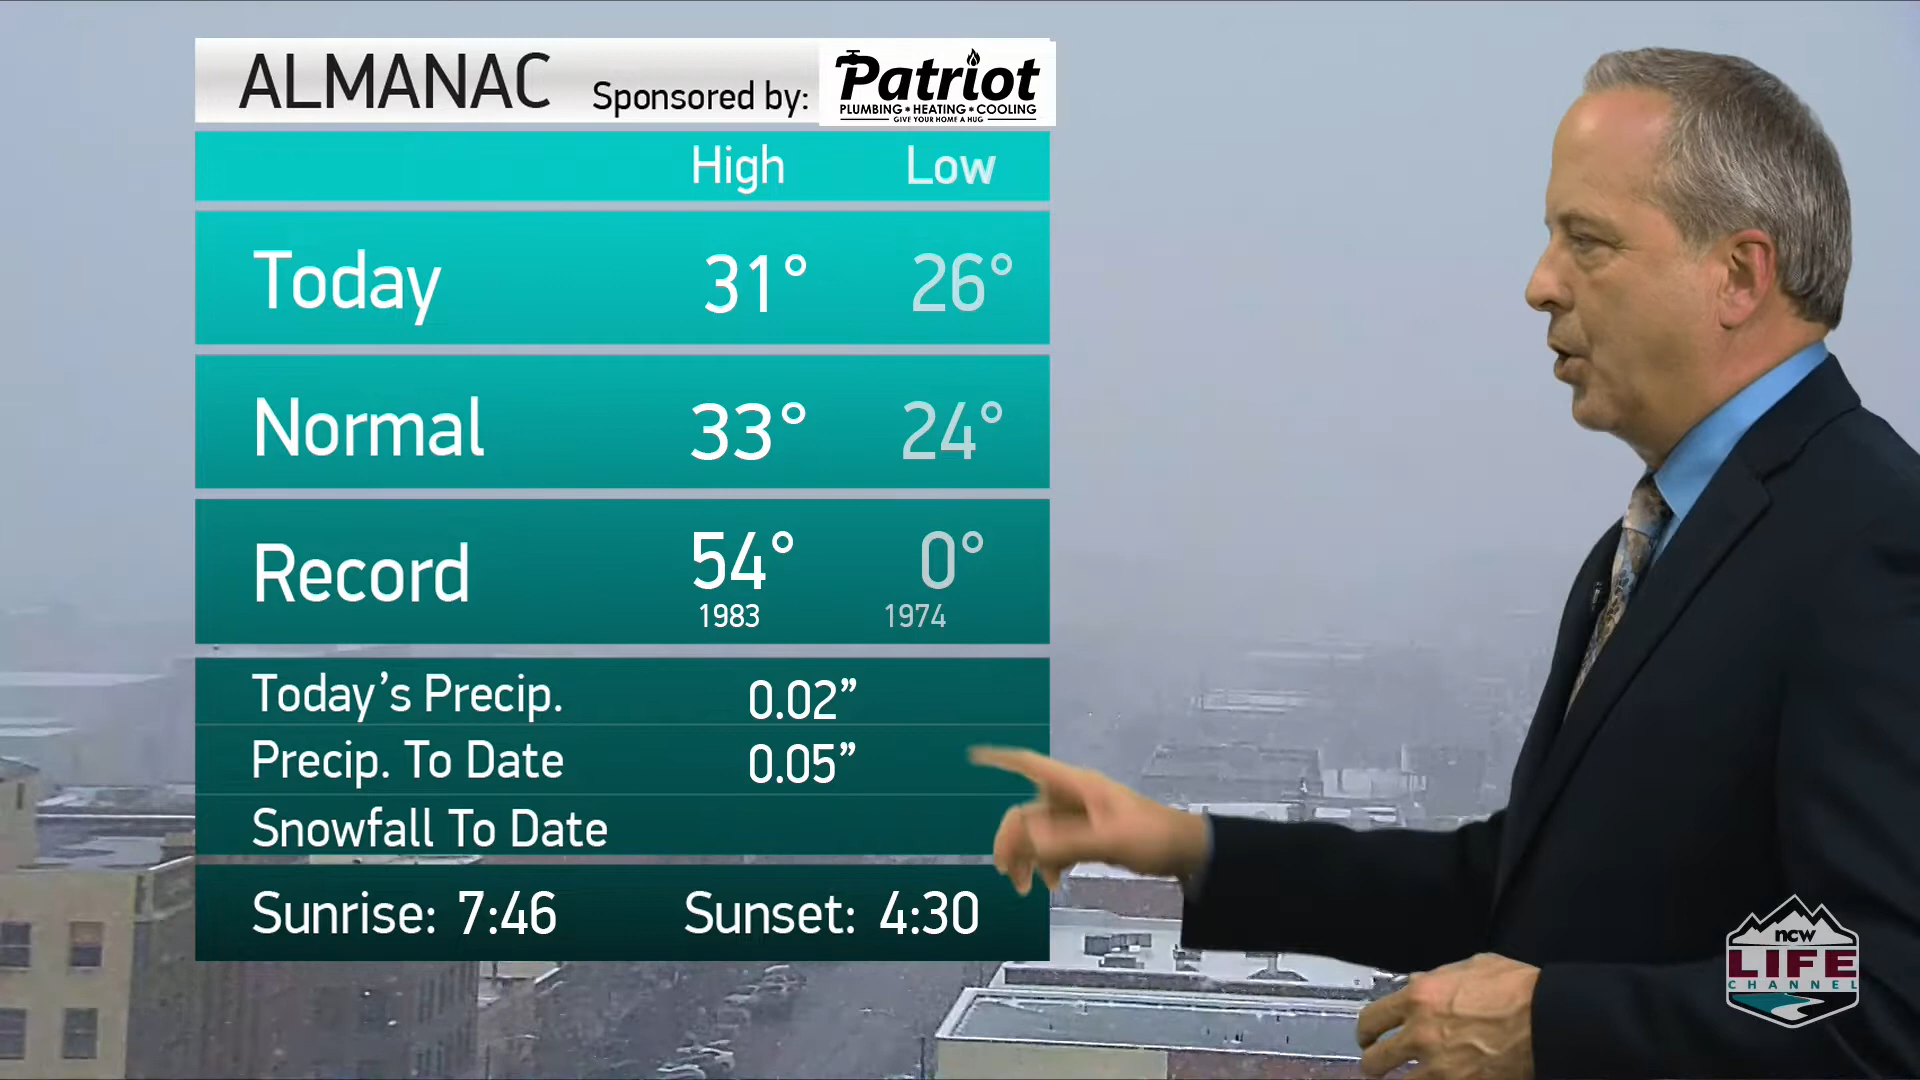 ALMANAC Sponsored by: Patriot
PLUMBING • HEATING • COOLING
GIVE YOUR HOME A HUG
High Low
Today 31° 26°
Normal 33° 24°
Record 54° 0°
1983 1974
Today's Precip. 0.02”
Precip. To Date 0.05”
Snowfall To Date
Sunrise: 7:46 Sunset: 4:30
ncw
LIFE
CHANNEL